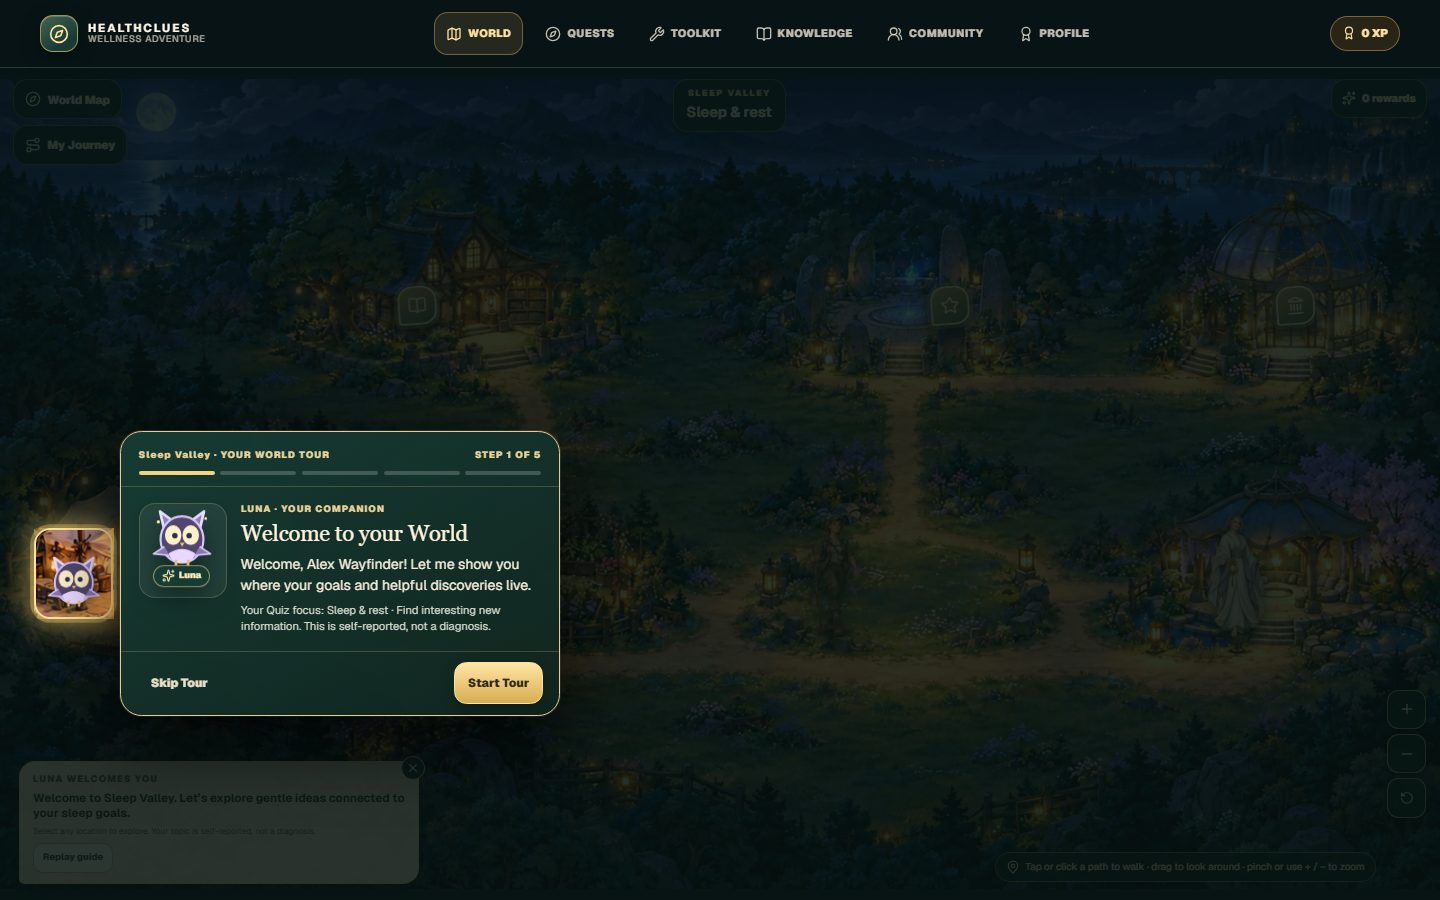 HEALTHCLUES
WELLNESS ADVENTURE
WORLD
QUESTS
TOOLKIT
KNOWLEDGE
COMMUNITY
PROFILE
0 XP
World Map
My Journey
SLEEP VALLEY
Sleep & rest
0 rewards
Sleep Valley · YOUR WORLD TOUR
STEP 1 OF 5
LUNA · YOUR COMPANION
Welcome to your World
Welcome, Alex Wayfinder! Let me show you
where your goals and helpful discoveries live.
Luna
Your Quiz focus: Sleep & rest · Find interesting new
information. This is self-reported, not a diagnosis.
Skip Tour
Start Tour
LUNA WELCOMES YOU
Welcome to Sleep Valley. Let's explore gentle ideas connected to
your sleep goals.
Select any location to explore. Your topic is self-reported, not a diagnosis.
Replay guide
Tap or click a path to walk · drag to look around · pinch or use + / − to zoom